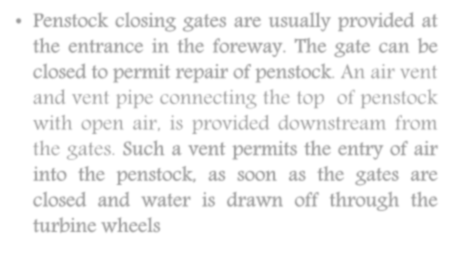 • Penstock closing gates are usually provided at
the entrance in the foreway. The gate can be
closed to permit repair of penstock. An air vent
and vent pipe connecting the top of penstock
with open air, is provided downstream from
the gates. Such a vent permits the entry of air
into the penstock, as soon as the gates are
closed and water is drawn off through the
turbine wheels